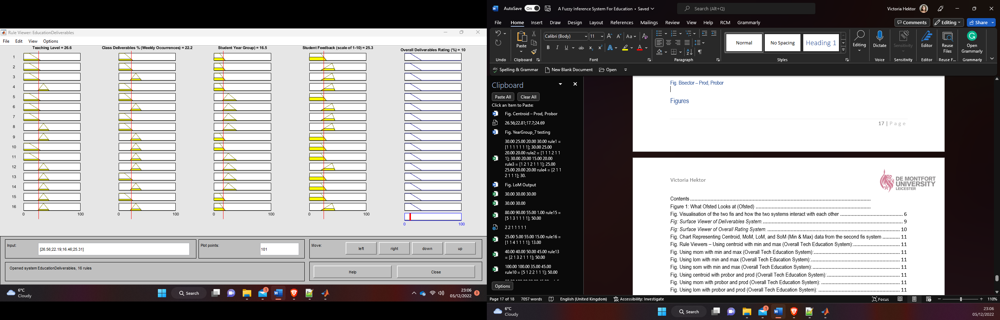 Rule Viewer: EducationDeliverables
File Edit View Options
Teaching Level = 26.6
Class Deliverables % (Weekly Occurrences) = 22.2
Student Year Group) = 16.5
Student Feedback (scale of 1-10) = 25.3
Overall Deliverables Rating (%) = 10
1
2
3
4
5
6
7
8
9
10
11
12
13
14
15
16
0 100
0 100
0 100
0 100
0 100
Input:
[26.56;22.19;16.46;25.31]
Plot points:
101
Move:
left right down up
Opened system EducationDeliverables, 16 rules
Help Close
6°C
Cloudy
Search
1
23:06
05/12/2022
3
AutoSave On
A Fuzzy Inference System For Education • Saved
Search (Alt+Q)
Victoria Hektor
File Home Insert Draw Design Layout References Mailings Review View Help RCM Grammarly
Comments Editing Share
Undo
Paste
Clipboard
Calibri (Body) 11
Font
Paragraph
Normal No Spacing Heading 1
Styles
Editing
Dictate
Voice
Sensitivity
Sensitivity
Editor
Editor
Reuse
Files
Reuse F...
Open
Grammarly
Grammarly
Spelling & Grammar New Blank Document Open
Clipboard
Paste All Clear All
Click an Item to Paste:
Fig. Centroid – Prod, Probor
26.56;22.81;17.7;24.69
Fig. YearGroup_7 testing
30.00 25.00 20.00 30.00 rule1 =
[1 1 1 1 1 1 1]; 30.00 25.00
20.00 20.00 rule2 = [1 1 1 2 1 1
1]; 30.00 20.00 15.00 20.00
rule3 = [1 2 1 2 1 1 1]; 25.00
25.00 20.00 20.00 rule4 = [2 1 1
2 1 1 1]; 30.
Fig. LoM Output
30.00 30.00 30.00
30.00 30.00
80.00 90.00 55.00 1.00 rule15 =
[5 1 3 1 1 1 1]; 50.00
2 2 1 1 1 1 1
25.00 5.00 55.00 15.00 rule16 =
[1 1 4 1 1 1 1]; 13.00
40.00 40.00 50.00 45.00 rule13
= [2 1 3 2 1 1 1]; 50.00
100.00 100.00 35.00 45.00
rule10 = [5 1 2 2 1 1 1]; 50.00
Options
Fig. Bisector – Prod, Probor
Figures
17 | Page
Victoria Hektor
DE MONTFORT
UNIVERSITY
LEICESTER
Contents ........................................
Figure 1: What Ofsted Looks at (Ofsted) ........................................
Fig. Visualisation of the two fis and how the two systems interact with each other ........................................ 6
Fig: Surface Viewer of Deliverables System. ........................................ 9
Fig: Surface Viewer of Overall Rating System. ........................................ 10
Fig. Chart Representing Centroid, MoM, LoM, and SoM (Min & Max) data from the second fis system ............ 11
Fig. Rule Viewers – Using centroid with min and max (Overall Tech Education System): ........................................ 11
Fig. Using mom with min and max (Overall Tech Education System): ........................................ 11
Fig. Using lom with min and max (Overall Tech Education System): ........................................ 11
Fig. Using som with min and max (Overall Tech Education System): ........................................ 11
Fig. Using centroid with probor and prod (Overall Tech Education System): ........................................ 11
Fig. Using mom with probor and prod (Overall Tech Education System): ........................................ 11
Fig. Using lom with probor and prod (Overall Tech Education System): ........................................ 11
Page 17 of 18 7057 words English (United Kingdom) Accessibility: Investigate
Focus
110%
6°C
Cloudy
Search
1
23:06
05/12/2022